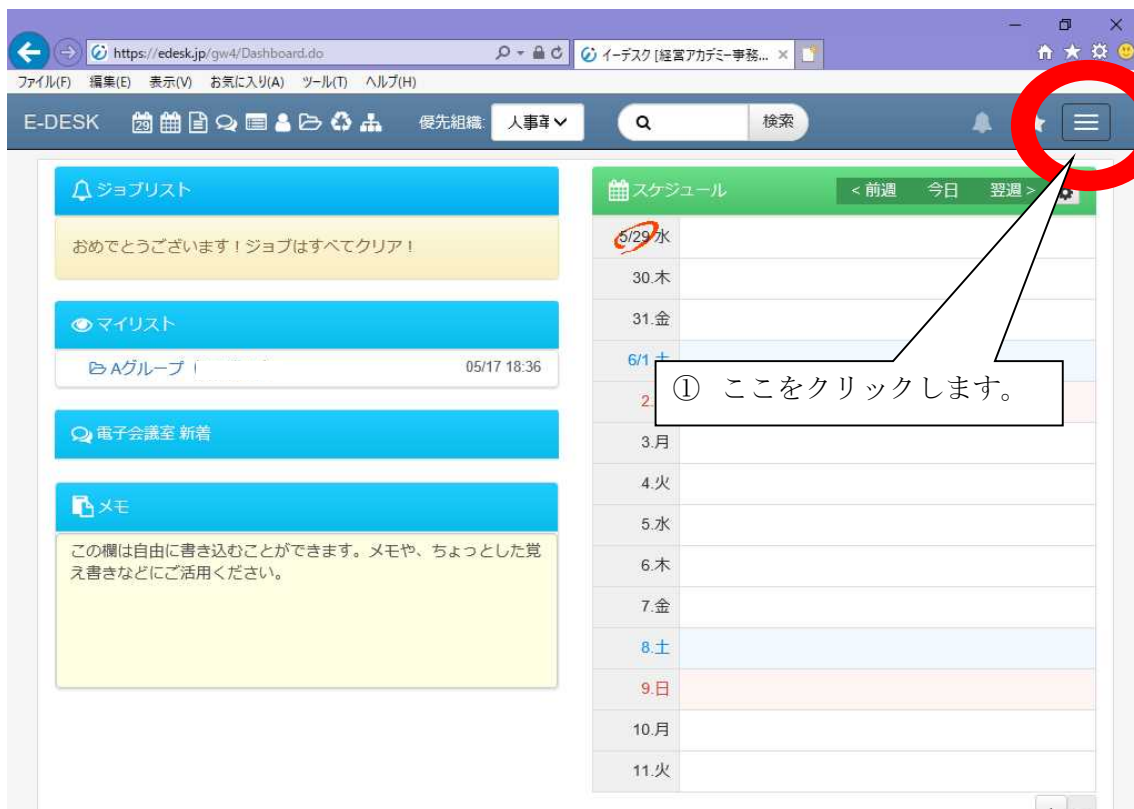 https://edesk.jp/gw4/Dashboard.do
イーデスク [経営アカデミー事務...
ファイル(F) 編集(E) 表示(V) お気に入り(A) ツール(T) ヘルプ(H)
E-DESK 29 優先組織: 人事 検索
ジョブリスト
おめでとうございます！ジョブはすべてクリア！
マイリスト
Aグループ 05/17 18:36
電子会議室 新着
メモ
この欄は自由に書き込むことができます。メモや、ちょっとした覚
え書きなどにご活用ください。
スケジュール < 前週 今日 翌週 >
5/29 水
30.木
31.金
6/1 土
① ここをクリックします。
2.
3.月
4.火
5.水
6.木
7.金
8.土
9.日
10.月
11.火